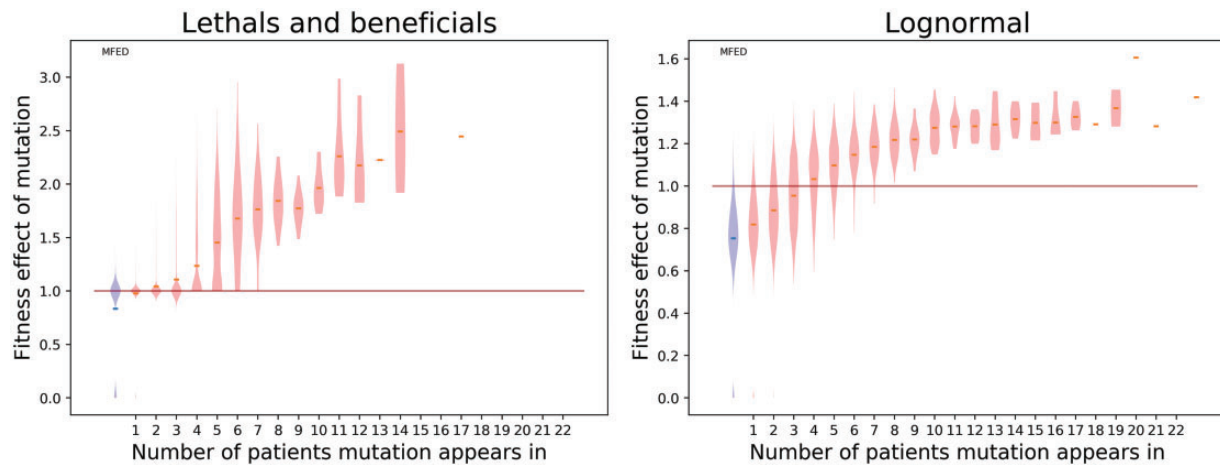 Lethals and beneficials
MFED
Fitness effect of mutation
3.0
2.5
2.0
1.5
1.0
0.5
0.0
1 2 3 4 5 6 7 8 9 10 11 12 13 14 15 16 17 18 19 20 21 22
Number of patients mutation appears in
Lognormal
MFED
Fitness effect of mutation
1.6
1.4
1.2
1.0
0.8
0.6
0.4
0.2
0.0
1 2 3 4 5 6 7 8 9 10 11 12 13 14 15 16 17 18 19 20 21 22
Number of patients mutation appears in